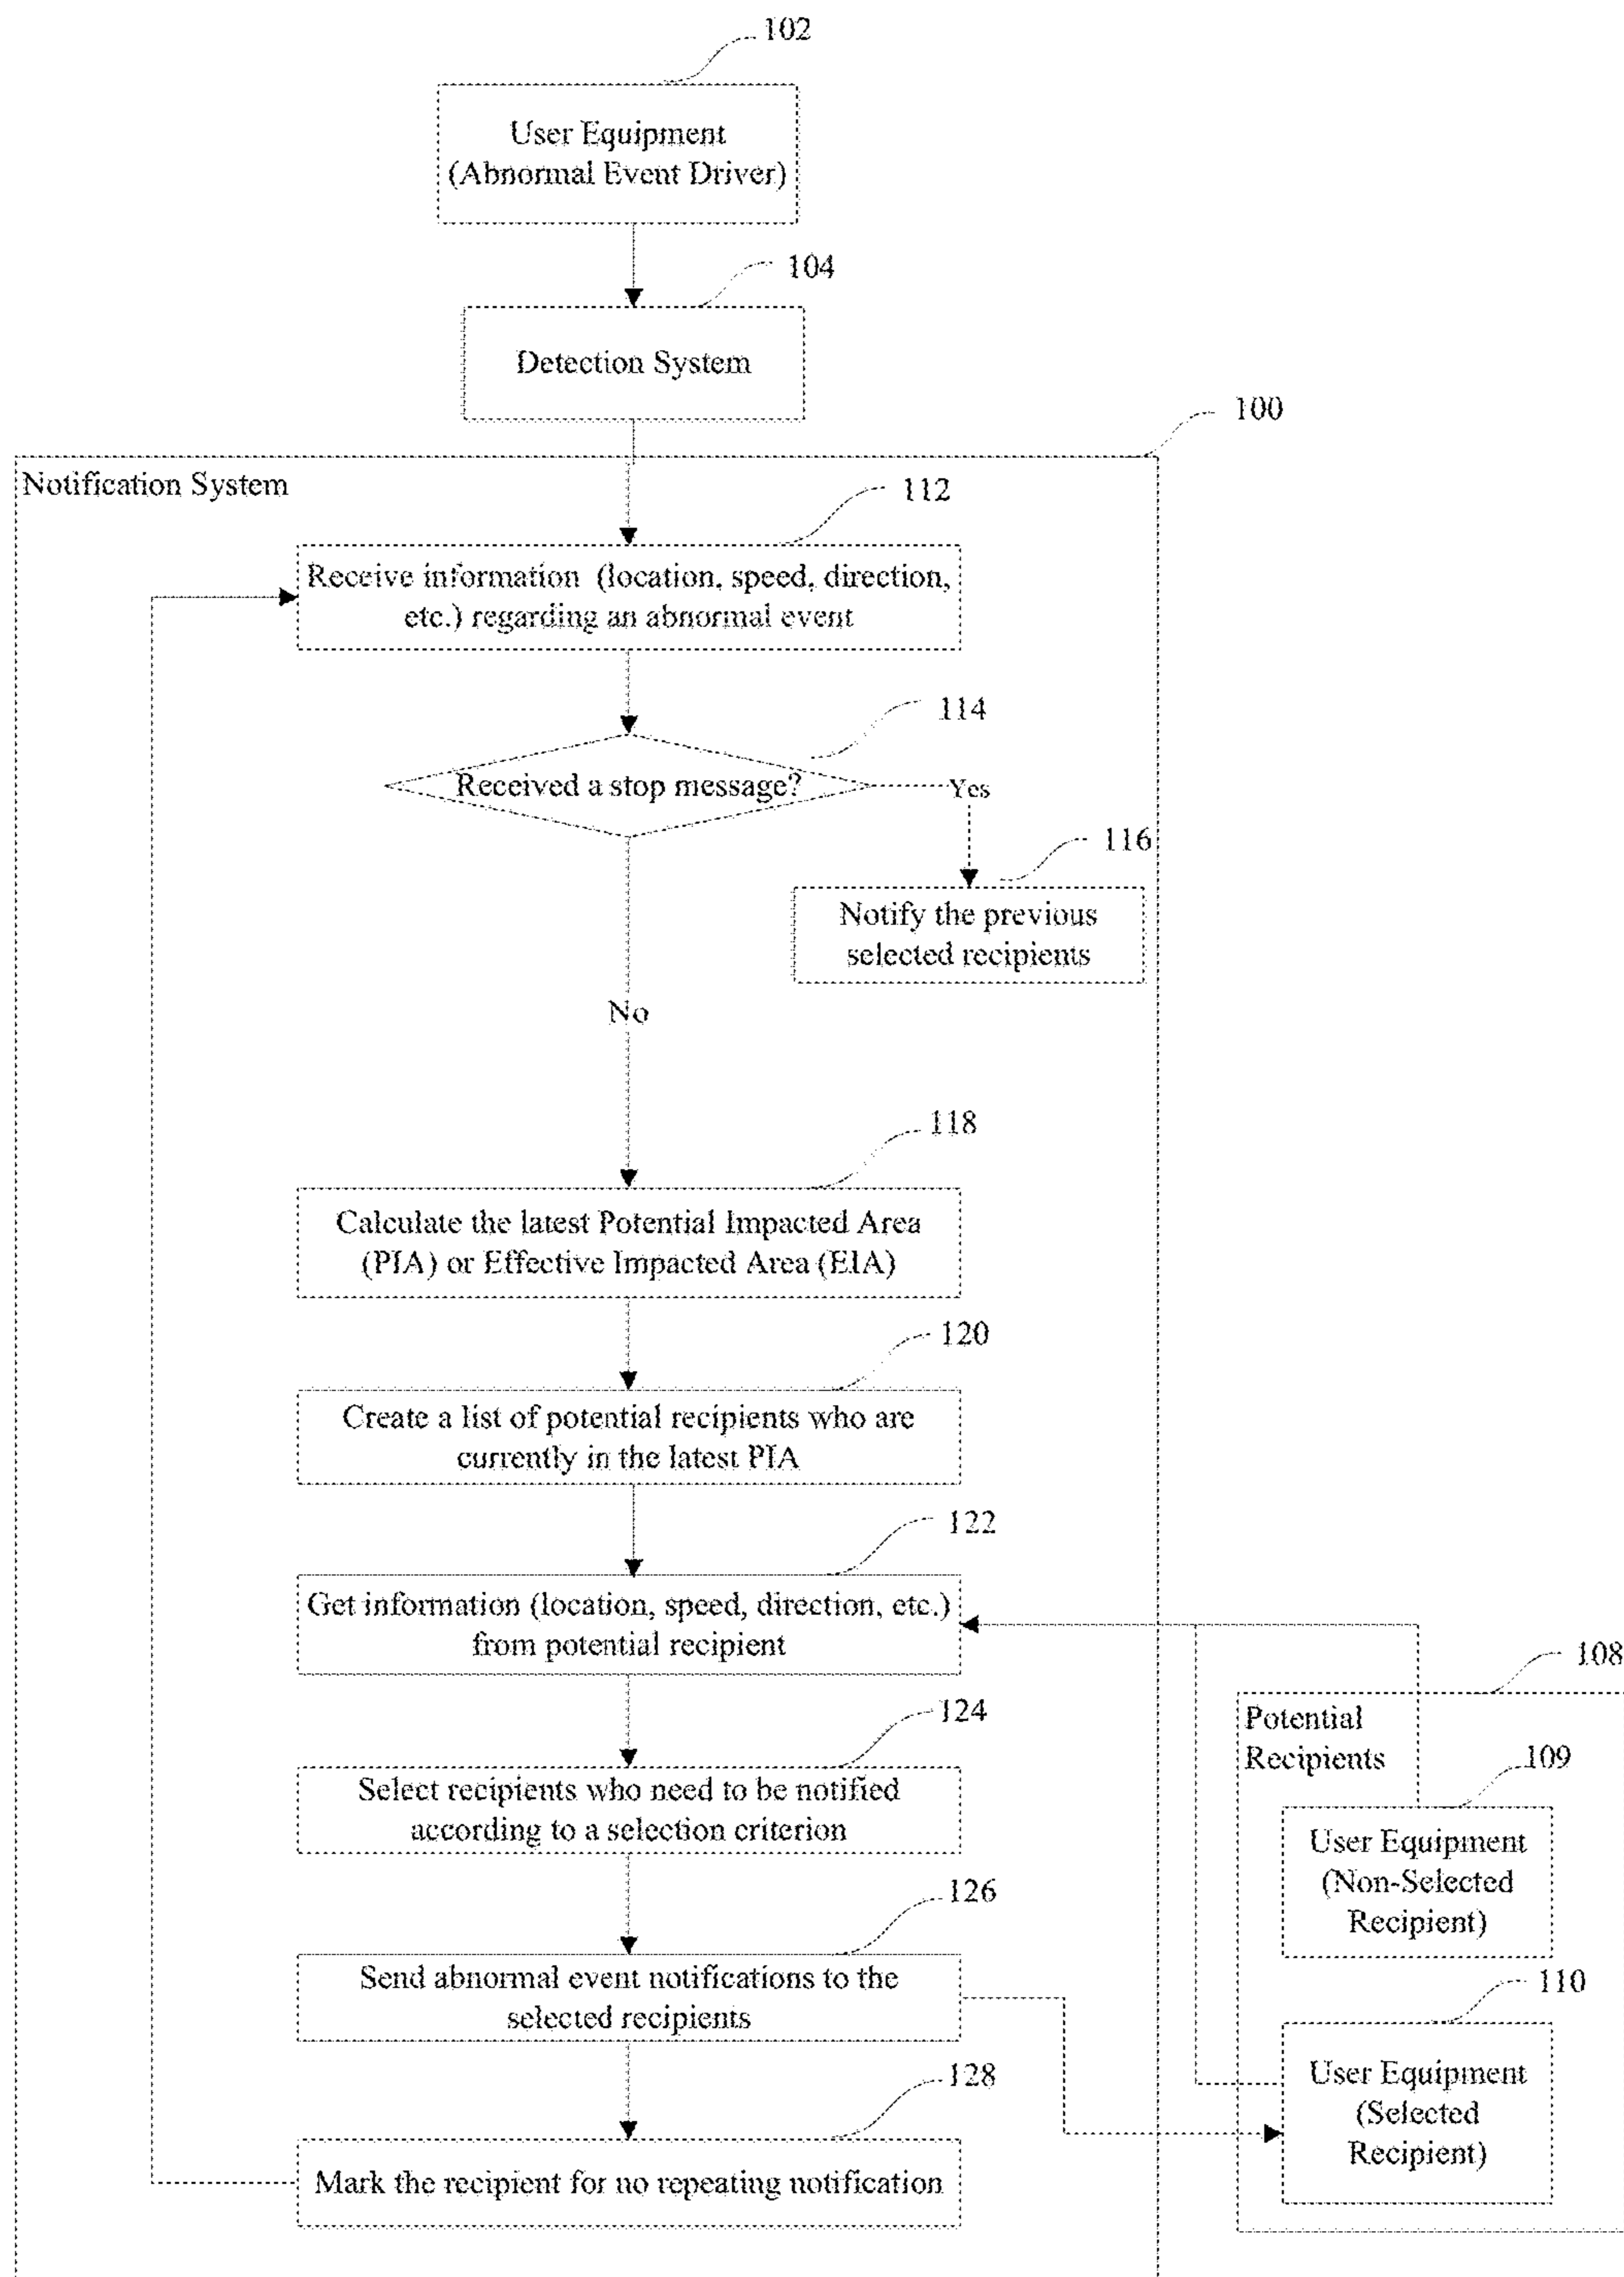 102
User Equipment
(Abnormal Event Driver)
104
Detection System
100
Notification System
112
Receive information (location, speed, direction,
etc.) regarding an abnormal event
114
Received a stop message?
Yes
116
Notify the previous
selected recipients
No
118
Calculate the latest Potential Impacted Area
(PIA) or Effective Impacted Area (EIA)
120
Create a list of potential recipients who are
currently in the latest PIA
122
Get information (location, speed, direction, etc.)
from potential recipient
108
Potential
Recipients
124
Select recipients who need to be notified
according to a selection criterion
109
User Equipment
(Non-Selected
Recipient)
126
Send abnormal event notifications to the
selected recipients
110
User Equipment
(Selected
Recipient)
128
Mark the recipient for no repeating notification